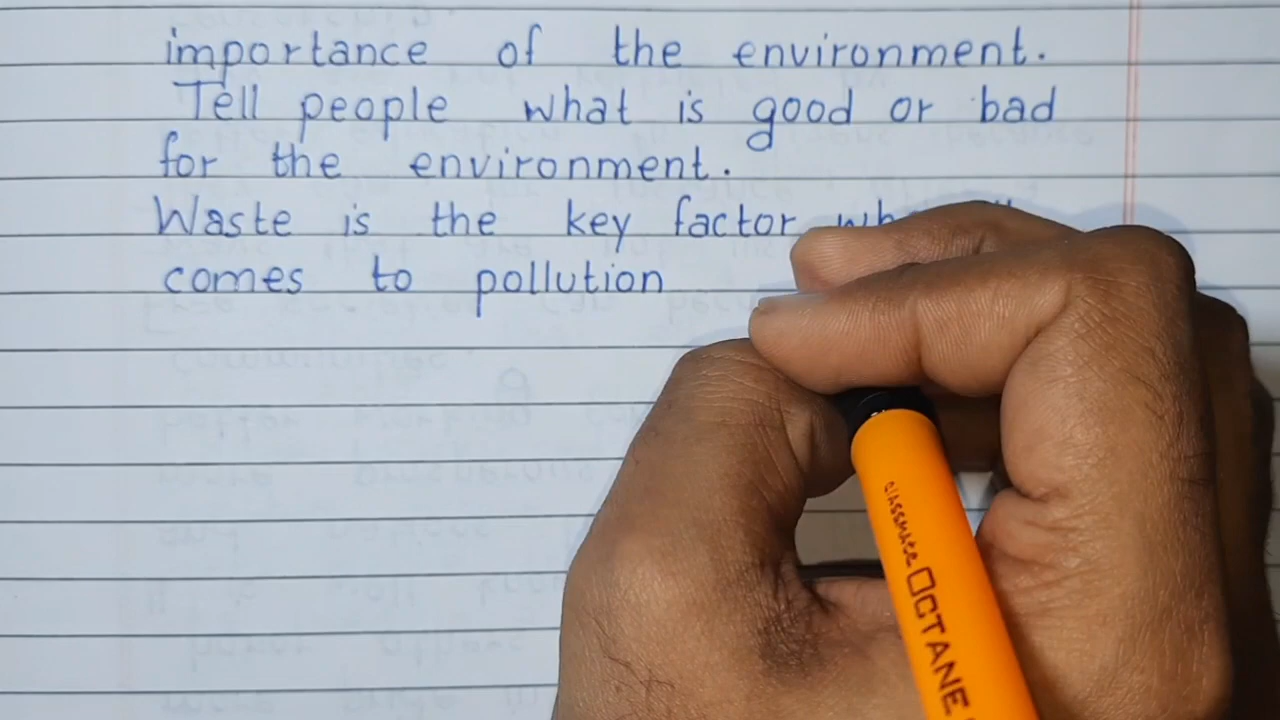 importance of the environment.
Tell people what is good or bad
for the environment.
Waste is the key factor
comes to pollution
classmate OCTANE